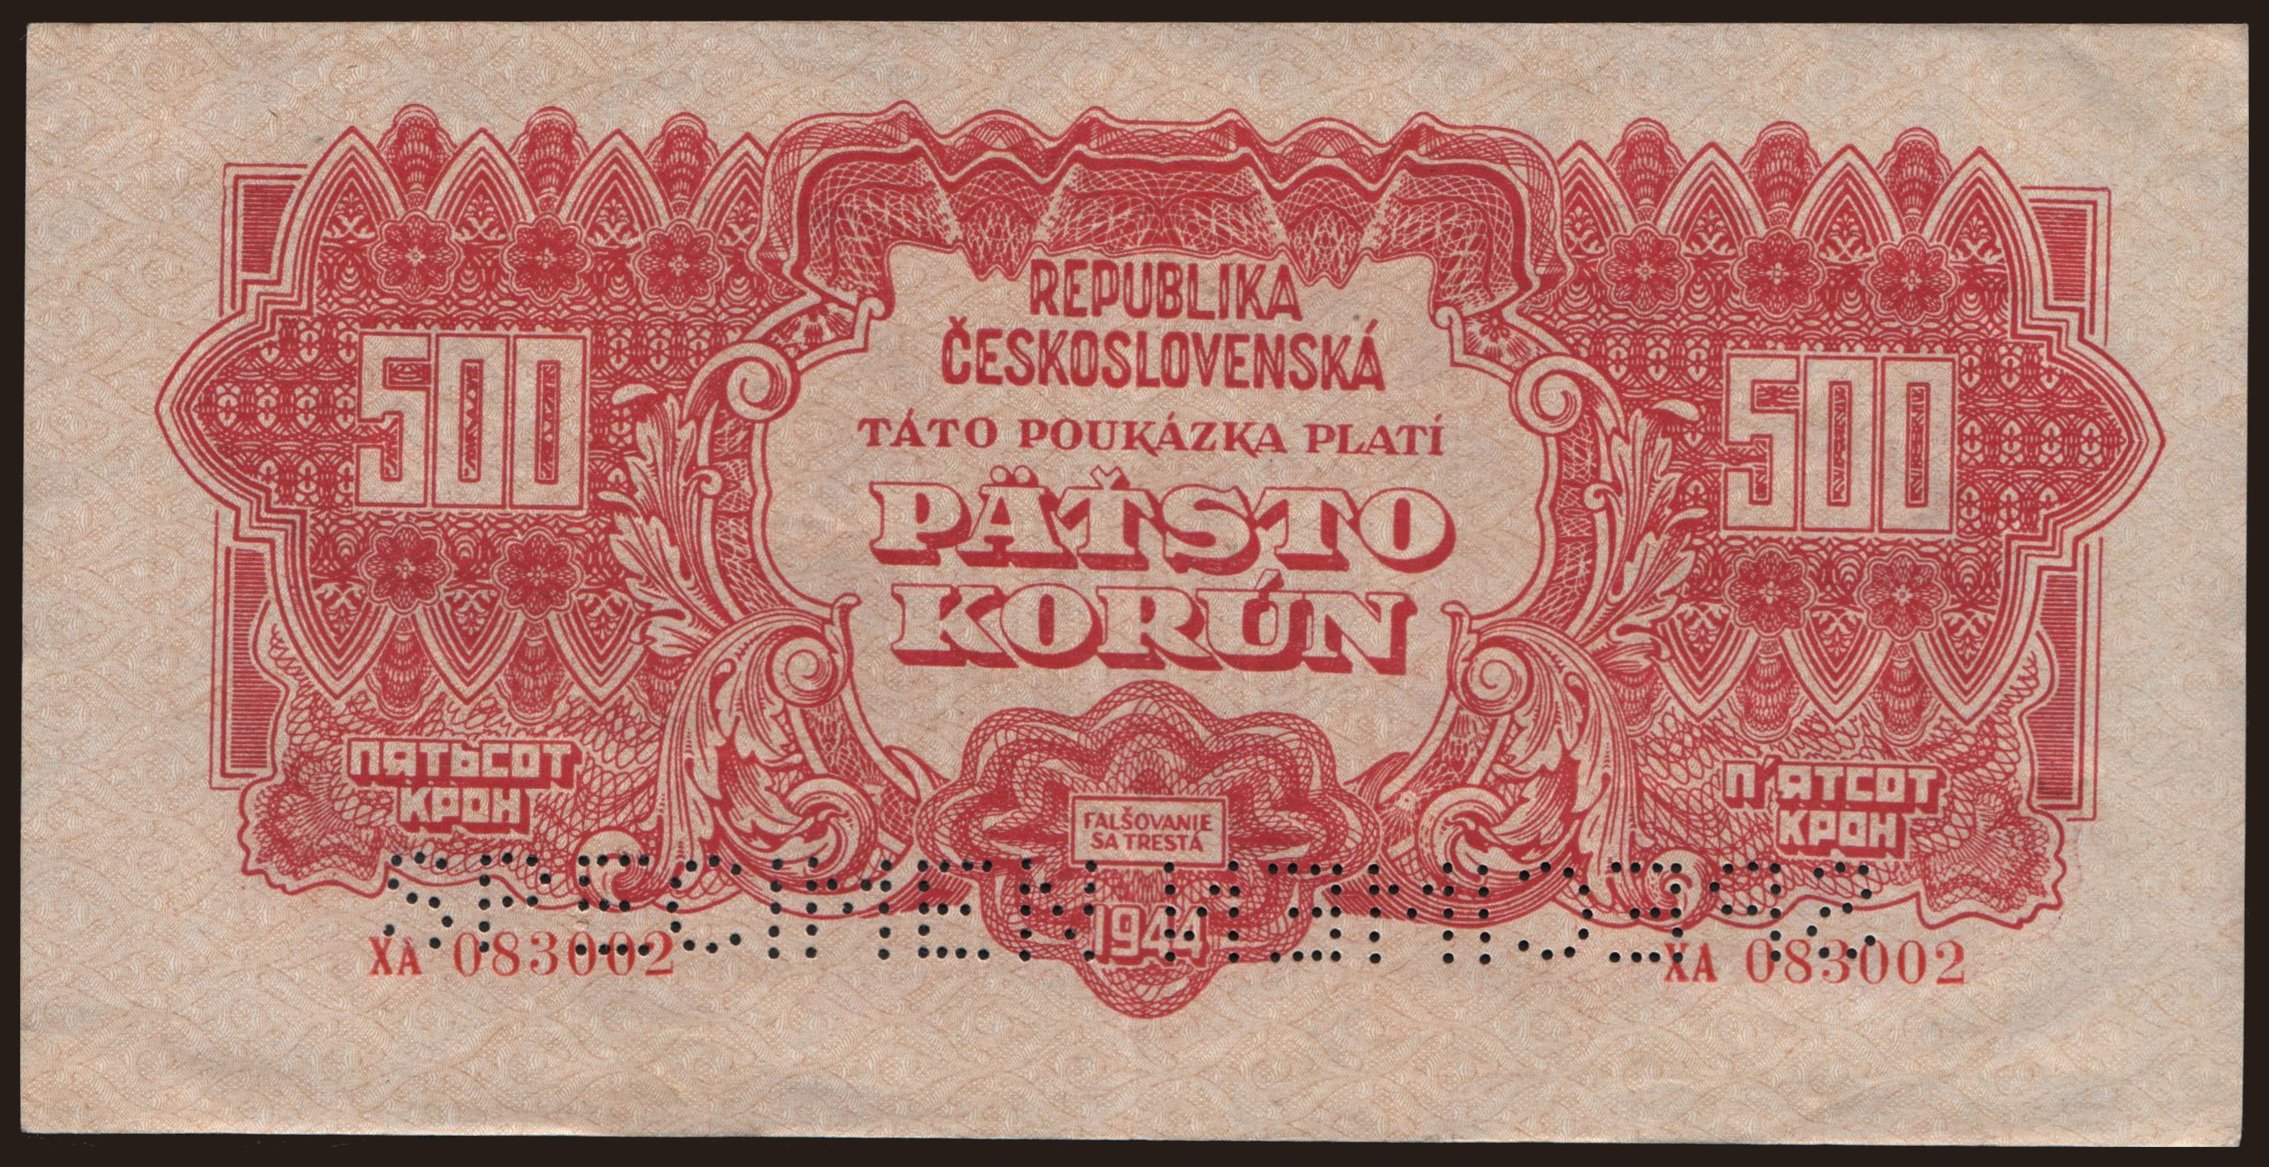 REPUBLIKA
ČESKOSLOVENSKÁ
TÁTO POUKÁZKA PLATÍ
PÄŤSTO
KORÚN
500
500
ПЯТЬСОТ
КРОН
П'ЯТСОТ
КРОН
FALŠOVANIE
SA TRESTÁ
1944
SPECIMEN
XA 083002
XA 083002